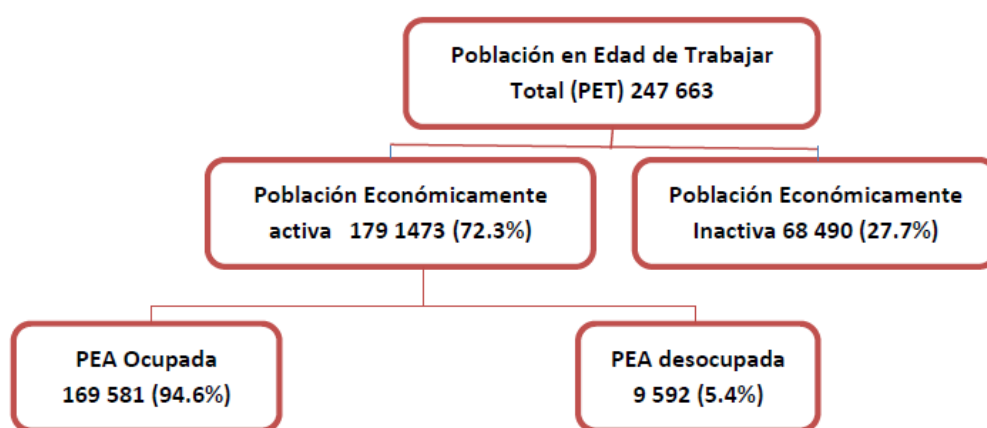 Población en Edad de Trabajar
Total (PET) 247 663
Población Económicamente
activa 179 1473 (72.3%)
Población Económicamente
Inactiva 68 490 (27.7%)
PEA Ocupada
169 581 (94.6%)
PEA desocupada
9 592 (5.4%)